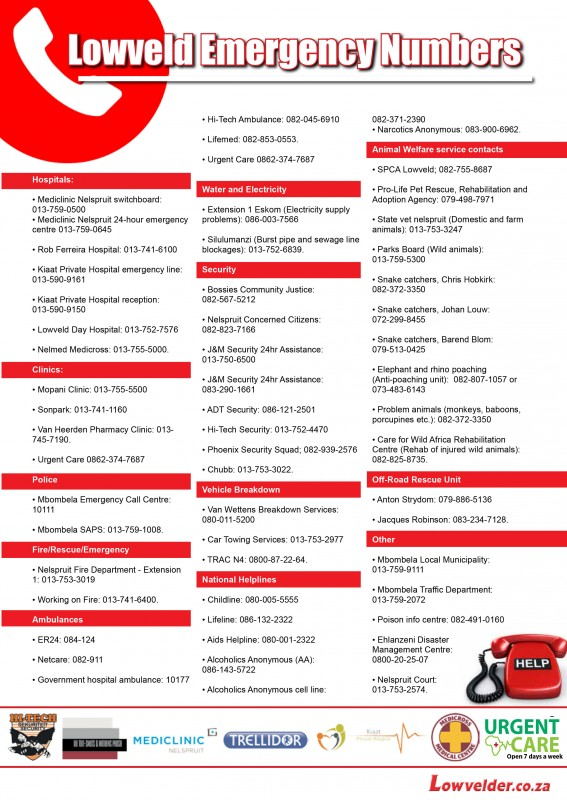 Lowveld Emergency Numbers
Hospitals:
• Mediclinic Nelspruit switchboard:
013-759-0500
• Mediclinic Nelspruit 24-hour emergency
centre 013-759-0645
• Rob Ferreira Hospital: 013-741-6100
• Kiaat Private Hospital emergency line:
013-590-9161
• Kiaat Private Hospital reception:
013-590-9150
• Lowveld Day Hospital: 013-752-7576
• Nelmed Medicross: 013-755-5000.
Clinics:
• Mopani Clinic: 013-755-5500
• Sonpark: 013-741-1160
• Van Heerden Pharmacy Clinic: 013-
745-7190.
• Urgent Care 0862-374-7687
Police
• Mbombela Emergency Call Centre:
10111
• Mbombela SAPS: 013-759-1008.
Fire/Rescue/Emergency
• Nelspruit Fire Department - Extension
1: 013-753-3019
• Working on Fire: 013-741-6400.
Ambulances
• ER24: 084-124
• Netcare: 082-911
• Government hospital ambulance: 10177
• Hi-Tech Ambulance: 082-045-6910
• Lifemed: 082-853-0553.
• Urgent Care 0862-374-7687
Water and Electricity
• Extension 1 Eskom (Electricity supply
problems): 086-003-7566
• Silulumanzi (Burst pipe and sewage line
blockages): 013-752-6839.
Security
• Bossies Community Justice:
082-567-5212
• Nelspruit Concerned Citizens:
082-823-7166
• J&M Security 24hr Assistance:
013-750-6500
• J&M Security 24hr Assistance:
083-290-1661
• ADT Security: 086-121-2501
• Hi-Tech Security: 013-752-4470
• Phoenix Security Squad; 082-939-2576
• Chubb: 013-753-3022.
Vehicle Breakdown
• Van Wettens Breakdown Services:
080-011-5200
• Car Towing Services: 013-753-2977
• TRAC N4: 0800-87-22-64.
National Helplines
• Childline: 080-005-5555
• Lifeline: 086-132-2322
• Aids Helpline: 080-001-2322
• Alcoholics Anonymous (AA):
086-143-5722
• Alcoholics Anonymous cell line:
082-371-2390
• Narcotics Anonymous: 083-900-6962.
Animal Welfare service contacts
• SPCA Lowveld; 082-755-8687
• Pro-Life Pet Rescue, Rehabilitation and
Adoption Agency: 079-498-7971
• State vet nelspruit (Domestic and farm
animals): 013-753-3247
• Parks Board (Wild animals):
013-759-5300
• Snake catchers, Chris Hobkirk:
082-372-3350
• Snake catchers, Johan Louw:
072-299-8455
• Snake catchers, Barend Blom:
079-513-0425
• Elephant and rhino poaching
(Anti-poaching unit): 082-807-1057 or
073-483-6143
• Problem animals (monkeys, baboons,
porcupines etc.): 082-372-3350
• Care for Wild Africa Rehabilitation
Centre (Rehab of injured wild animals):
082-825-8735.
Off-Road Rescue Unit
• Anton Strydom: 079-886-5136
• Jacques Robinson: 083-234-7128.
Other
• Mbombela Local Municipality:
013-759-9111
• Mbombela Traffic Department:
013-759-2072
• Poison info centre: 082-491-0160
• Ehlanzeni Disaster
Management Centre:
0800-20-25-07
• Nelspruit Court:
013-753-2574.
HELP
HI-TECH
SECURITY
MEDICLINIC
NELSPRUIT
TRELLIDOR
Kiaat
MEDICROSS
MEDICAL CENTRE
URGENT
CARE
Open 7 days a week
Lowvelder.co.za